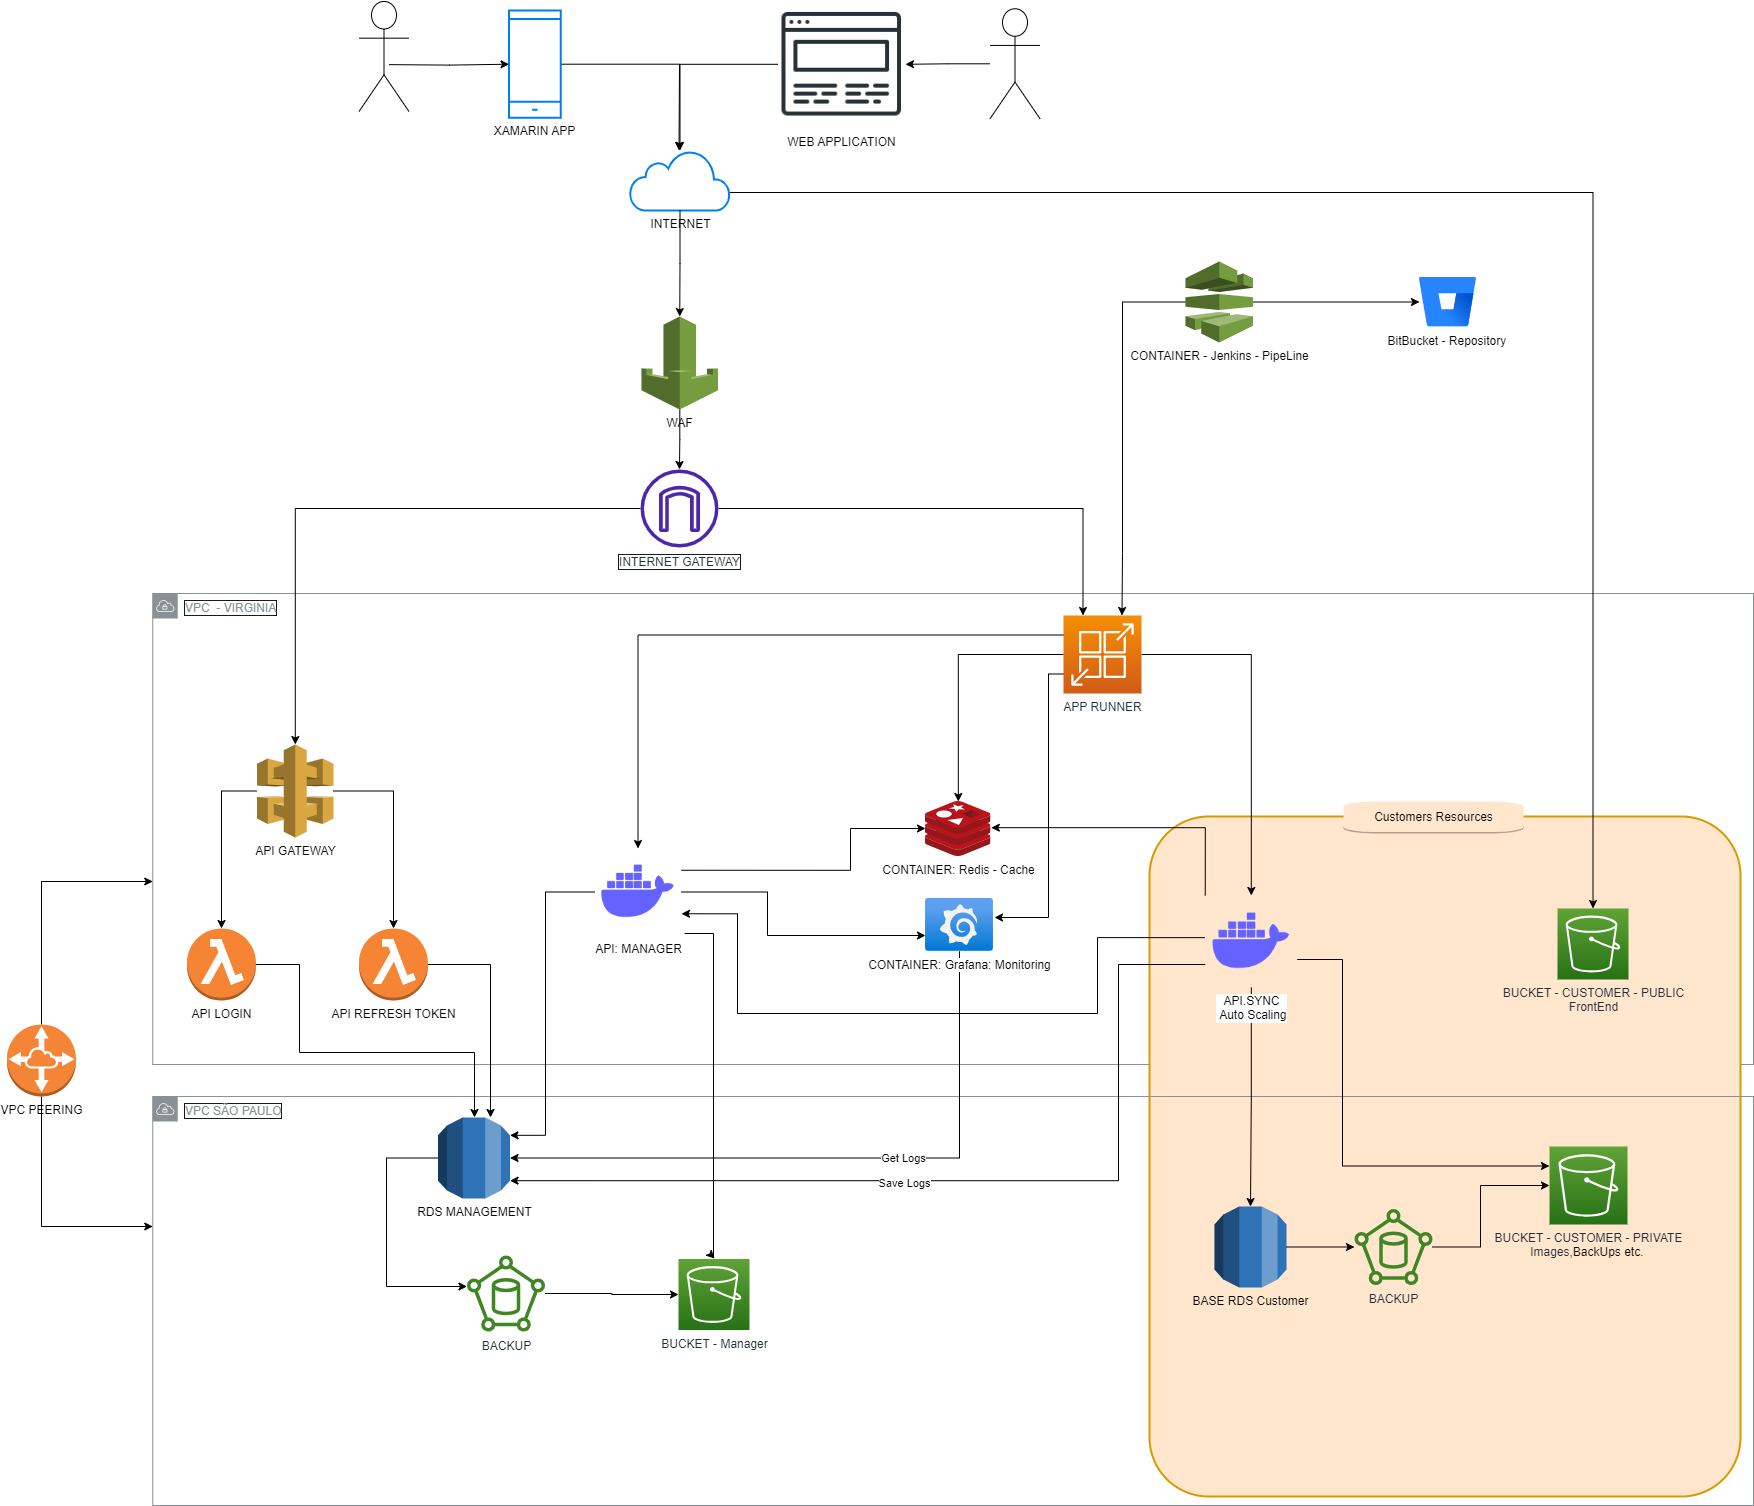 XAMARIN APP
WEB APPLICATION
INTERNET
CONTAINER - Jenkins - PipeLine
BitBucket - Repository
WAF
INTERNET GATEWAY
VPC - VIRGINIA
APP RUNNER
API GATEWAY
Customers Resources
CONTAINER: Redis - Cache
API: MANAGER
CONTAINER: Grafana: Monitoring
API LOGIN
API REFRESH TOKEN
API.SYNC
Auto Scaling
BUCKET - CUSTOMER - PUBLIC
FrontEnd
VPC PEERING
VPC SÃO PAULO
Get Logs
Save Logs
RDS MANAGEMENT
BUCKET - CUSTOMER - PRIVATE
Images,BackUps etc.
BASE RDS Customer
BACKUP
BACKUP
BUCKET - Manager